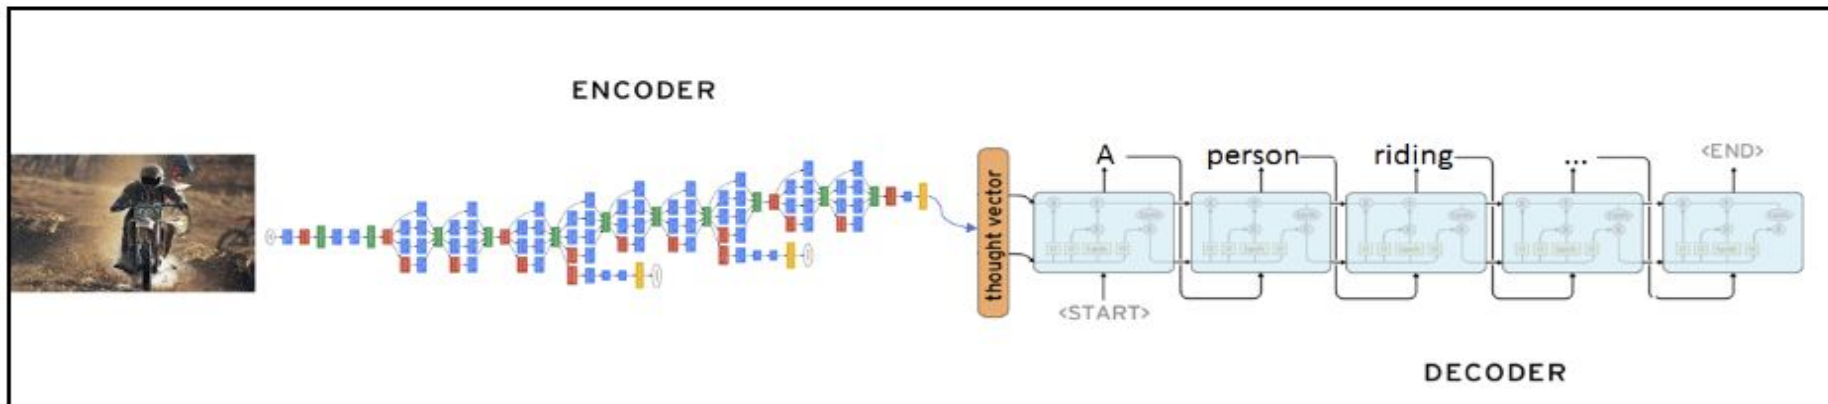 ENCODER
A person riding ... <END>
thought vector
<START>
DECODER